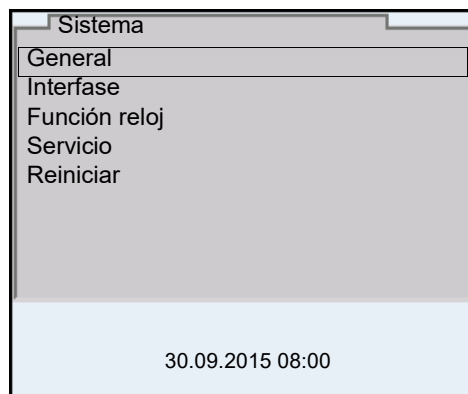 Sistema
General
Interfase
Función reloj
Servicio
Reiniciar
30.09.2015 08:00